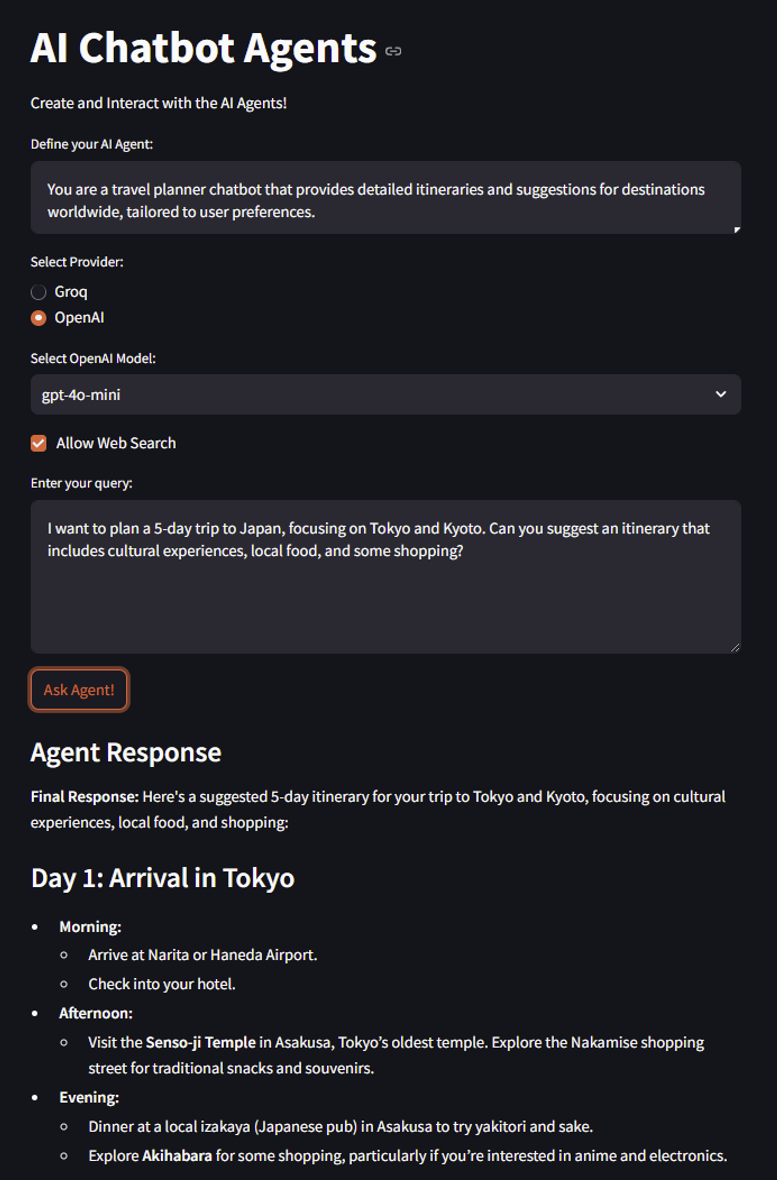 AI Chatbot Agents
Create and Interact with the AI Agents!
Define your AI Agent:
You are a travel planner chatbot that provides detailed itineraries and suggestions for destinations
worldwide, tailored to user preferences.
Select Provider:
Groq
OpenAI
Select OpenAI Model:
gpt-4o-mini
Allow Web Search
Enter your query:
I want to plan a 5-day trip to Japan, focusing on Tokyo and Kyoto. Can you suggest an itinerary that
includes cultural experiences, local food, and some shopping?
Ask Agent!
Agent Response
Final Response: Here's a suggested 5-day itinerary for your trip to Tokyo and Kyoto, focusing on cultural
experiences, local food, and shopping:
Day 1: Arrival in Tokyo
Morning:
Arrive at Narita or Haneda Airport.
Check into your hotel.
Afternoon:
Visit the Senso-ji Temple in Asakusa, Tokyo’s oldest temple. Explore the Nakamise shopping
street for traditional snacks and souvenirs.
Evening:
Dinner at a local izakaya (Japanese pub) in Asakusa to try yakitori and sake.
Explore Akihabara for some shopping, particularly if you’re interested in anime and electronics.